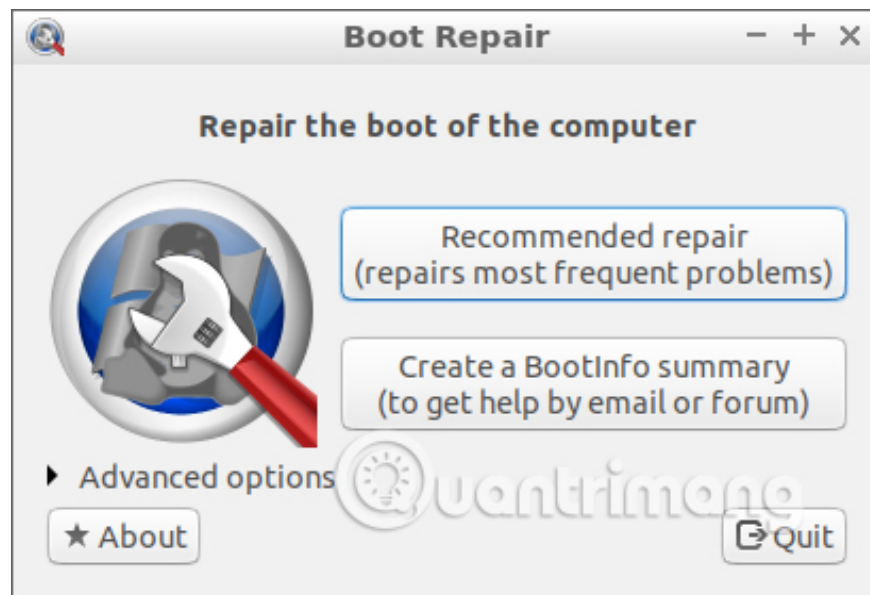 Boot Repair
Repair the boot of the computer
Recommended repair
(repairs most frequent problems)
Create a BootInfo summary
(to get help by email or forum)
Advanced options
Quantrimang
About
Quit